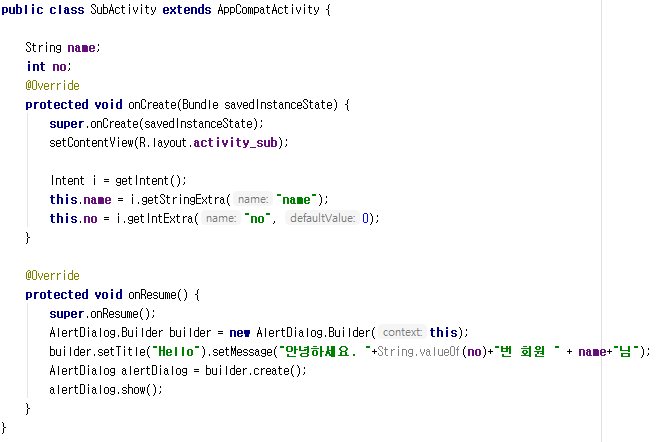 public class SubActivity extends AppCompatActivity {
String name;
int no;
@Override
protected void onCreate(Bundle savedInstanceState) {
super.onCreate(savedInstanceState);
setContentView(R.layout.activity_sub);
Intent i = getIntent();
this.name = i.getStringExtra( name: "name");
this.no = i.getIntExtra( name: "no", defaultValue: 0);
}
@Override
protected void onResume() {
super.onResume();
AlertDialog.Builder builder = new AlertDialog.Builder( context: this);
builder.setTitle("Hello").setMessage("안녕하세요. "+String.valueOf(no)+"번 회원 " + name+"님");
AlertDialog alertDialog = builder.create();
alertDialog.show();
}
}